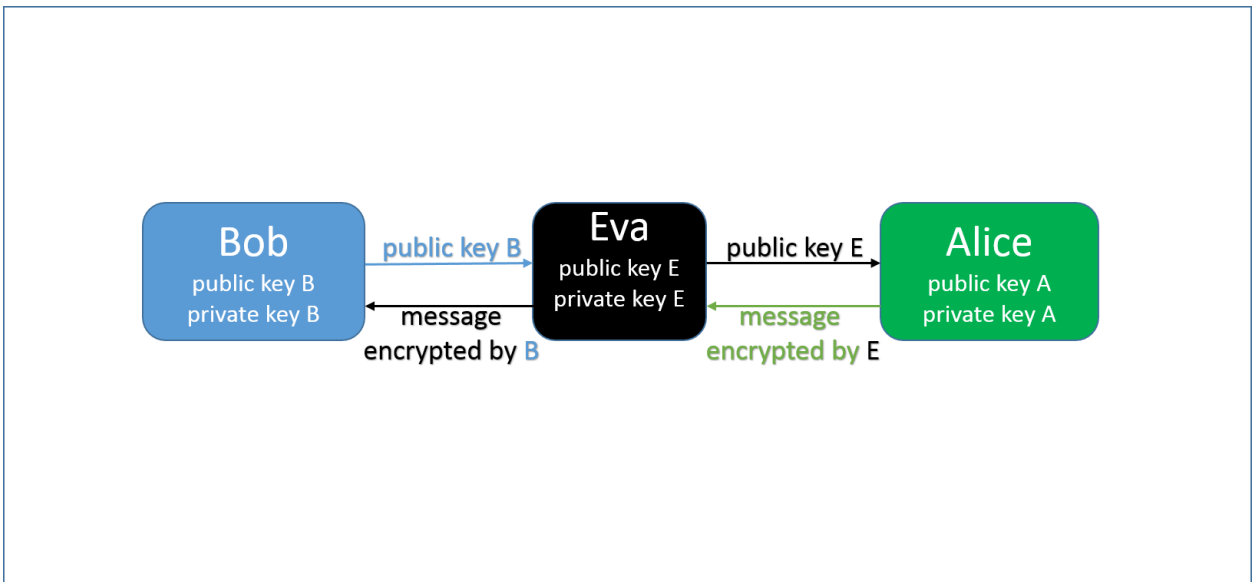 Bob
public key B
private key B
public key B
message
encrypted by B
Eva
public key E
private key E
public key E
message
encrypted by E
Alice
public key A
private key A